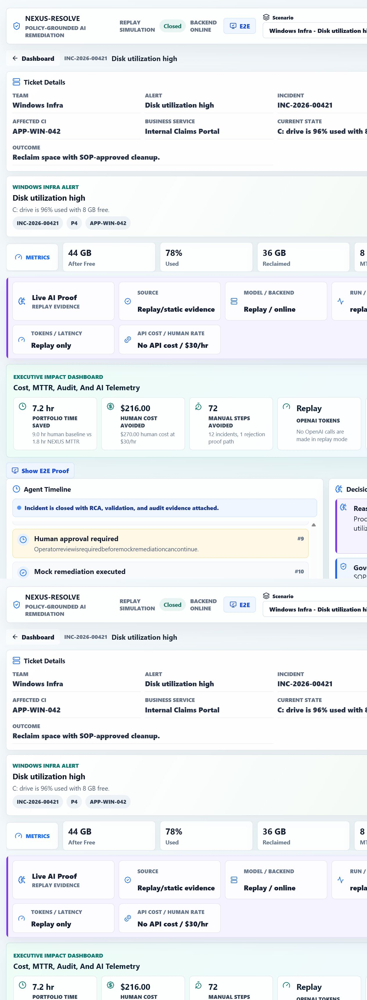 NEXUS-RESOLVE
POLICY-GROUNDED AI
REMEDIATION
REPLAY
SIMULATION
Closed
BACKEND
ONLINE
E2E
Scenario
Windows Infra - Disk utilization hi
Dashboard
INC-2026-00421 Disk utilization high
Ticket Details
TEAM
Windows Infra
ALERT
Disk utilization high
INCIDENT
INC-2026-00421
AFFECTED CI
APP-WIN-042
BUSINESS SERVICE
Internal Claims Portal
CURRENT STATE
C: drive is 96% used with 8
OUTCOME
Reclaim space with SOP-approved cleanup.
WINDOWS INFRA ALERT
Disk utilization high
C: drive is 96% used with 8 GB free.
INC-2026-00421 P4 APP-WIN-042
METRICS
44 GB
After Free
78%
Used
36 GB
Reclaimed
8
MT
Live AI Proof
REPLAY EVIDENCE
SOURCE
Replay/static evidence
MODEL / BACKEND
Replay / online
RUN /
repla
TOKENS / LATENCY
Replay only
API COST / HUMAN RATE
No API cost / $30/hr
EXECUTIVE IMPACT DASHBOARD
Cost, MTTR, Audit, And AI Telemetry
7.2 hr
PORTFOLIO TIME
SAVED
9.0 hr human baseline vs
1.8 hr NEXUS MTTR
$216.00
HUMAN COST
AVOIDED
$270.00 human cost at
$30/hr
72
MANUAL STEPS
AVOIDED
12 incidents, 1 rejection
proof path
Replay
OPENAI TOKENS
No OpenAI calls are
made in replay mode
Show E2E Proof
Agent Timeline
Incident is closed with RCA, validation, and audit evidence attached.
Human approval required
#9
Operatorreviewisrequiredbeforemockremediationcancontinue.
Mock remediation executed
#10
Decisio
Reas
Proc
utiliz
Gov
SOP
NEXUS-RESOLVE
POLICY-GROUNDED AI
REMEDIATION
REPLAY
SIMULATION
Closed
BACKEND
ONLINE
E2E
Scenario
Windows Infra - Disk utilization hi
Dashboard
INC-2026-00421 Disk utilization high
Ticket Details
TEAM
Windows Infra
ALERT
Disk utilization high
INCIDENT
INC-2026-00421
AFFECTED CI
APP-WIN-042
BUSINESS SERVICE
Internal Claims Portal
CURRENT STATE
C: drive is 96% used with 8
OUTCOME
Reclaim space with SOP-approved cleanup.
WINDOWS INFRA ALERT
Disk utilization high
C: drive is 96% used with 8 GB free.
INC-2026-00421 P4 APP-WIN-042
METRICS
44 GB
After Free
78%
Used
36 GB
Reclaimed
8
MT
Live AI Proof
REPLAY EVIDENCE
SOURCE
Replay/static evidence
MODEL / BACKEND
Replay / online
RUN /
repla
TOKENS / LATENCY
Replay only
API COST / HUMAN RATE
No API cost / $30/hr
EXECUTIVE IMPACT DASHBOARD
Cost, MTTR, Audit, And AI Telemetry
7.2 hr
PORTFOLIO TIME
$216.00
HUMAN COST
72
MANUAL STEPS
Replay
OPENAI TOKENS